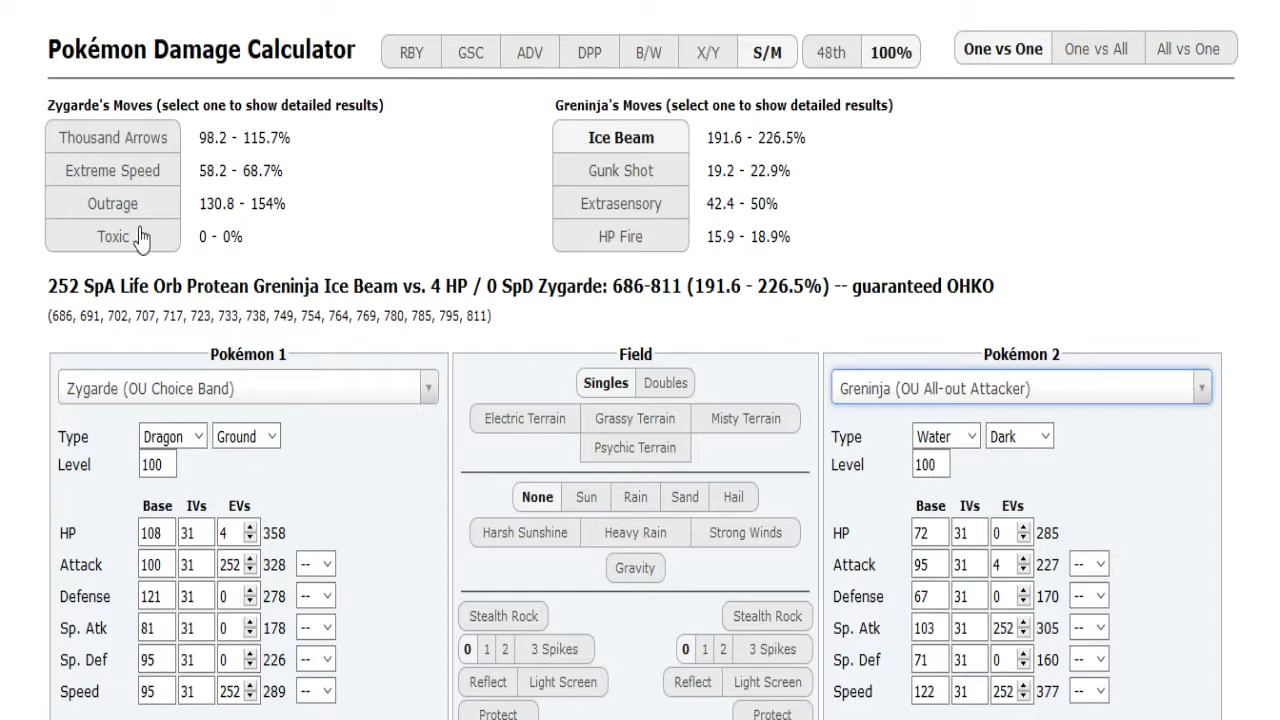 Pokémon Damage Calculator RBY GSC ADV DPP B/W X/Y S/M 48th 100% One vs One One vs All All vs One
Zygarde's Moves (select one to show detailed results) Greninja's Moves (select one to show detailed results)
Thousand Arrows 98.2 - 115.7% Ice Beam 191.6 - 226.5%
Extreme Speed 58.2 - 68.7% Gunk Shot 19.2 - 22.9%
Outrage 130.8 - 154% Extrasensory 42.4 - 50%
Toxic 0 - 0% HP Fire 15.9 - 18.9%
252 SpA Life Orb Protean Greninja Ice Beam vs. 4 HP / 0 SpD Zygarde: 686-811 (191.6 - 226.5%) -- guaranteed OHKO
(686, 691, 702, 707, 717, 723, 733, 738, 749, 754, 764, 769, 780, 785, 795, 811)
Pokémon 1 Field Pokémon 2
Zygarde (OU Choice Band) Singles Doubles Greninja (OU All-out Attacker)
Electric Terrain Grassy Terrain Misty Terrain
Type Dragon Ground Psychic Terrain Type Water Dark
Level 100 Level 100
Base IVs EVs None Sun Rain Sand Hail Base IVs EVs
HP 108 31 4 358 Harsh Sunshine Heavy Rain Strong Winds HP 72 31 0 285
Attack 100 31 252 328 -- Gravity Attack 95 31 4 227 --
Defense 121 31 0 278 -- Defense 67 31 0 170 --
Sp. Atk 81 31 0 178 -- Stealth Rock Stealth Rock Sp. Atk 103 31 252 305 --
Sp. Def 95 31 0 226 -- 0 1 2 3 Spikes 0 1 2 3 Spikes Sp. Def 71 31 0 160 --
Speed 95 31 252 289 -- Reflect Light Screen Reflect Light Screen Speed 122 31 252 377 --
Protect Protect